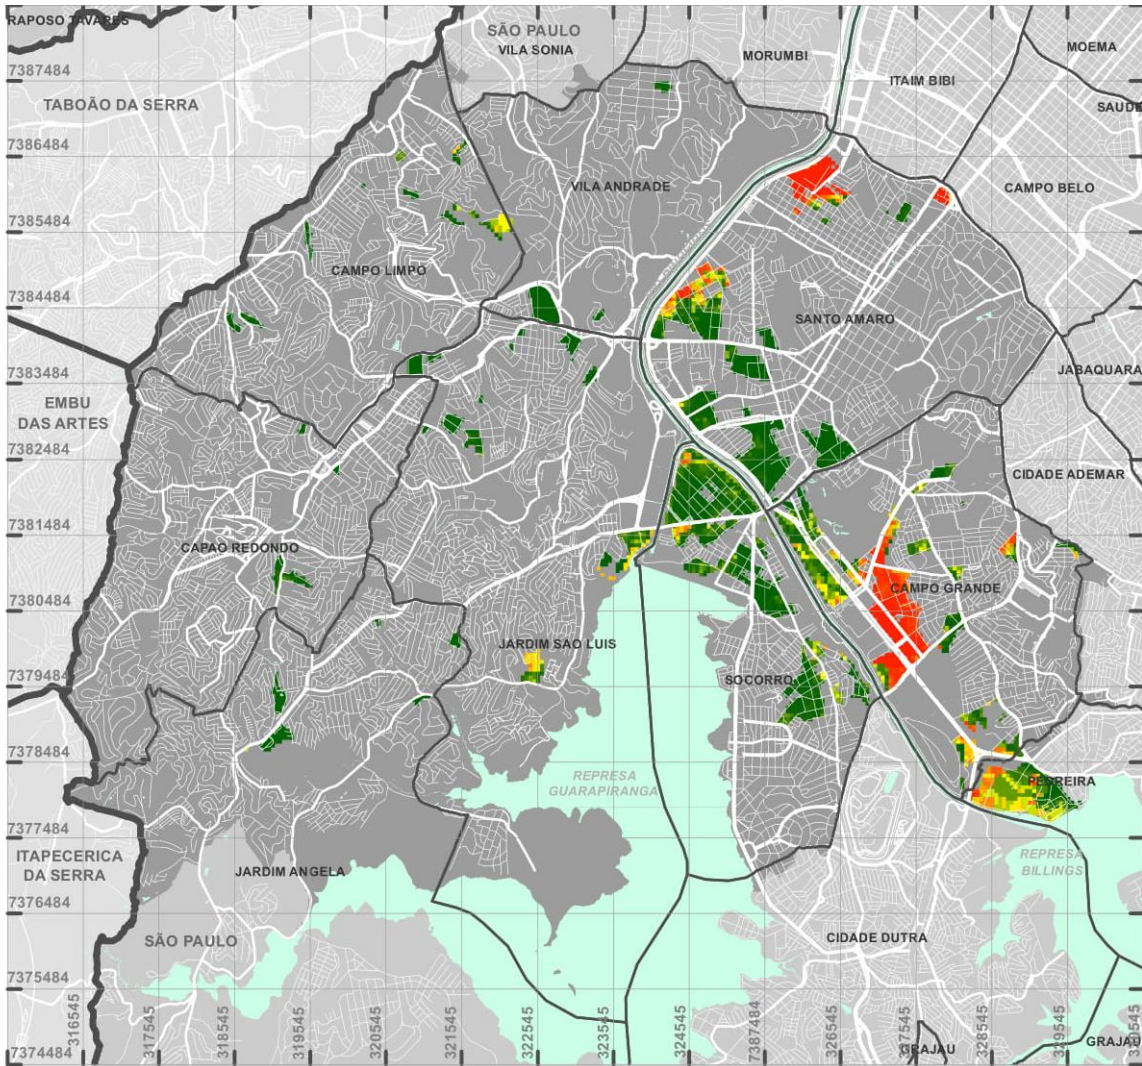 RAPOSO TAVARES
SÃO PAULO
VILA SONIA
MORUMBI
MOEMA
7387484
ITAIM BIBI
TABOÃO DA SERRA
SAUDE
7386484
VILA ANDRADE
CAMPO BELO
7385484
CAMPO LIMPO
7384484
SANTO AMARO
7383484
JABAQUARA
EMBU
DAS ARTES
7382484
CIDADE ADEMAR
7381484
CAPAO REDONDO
7380484
CAMPO GRANDE
JARDIM SAO LUIS
7379484
SOCORRO
7378484
REPRESA
GUARAPIRANGA
PEDREIRA
7377484
ITAPECERICA
DA SERRA
REPRESA
BILLINGS
JARDIM ANGELA
7376484
SÃO PAULO
CIDADE DUTRA
7375484
316545
317545
318545
319545
320545
321545
322545
323545
324545
7387484
326545
327545
328545
329545
GRAJAU
GRAJAU
7374484